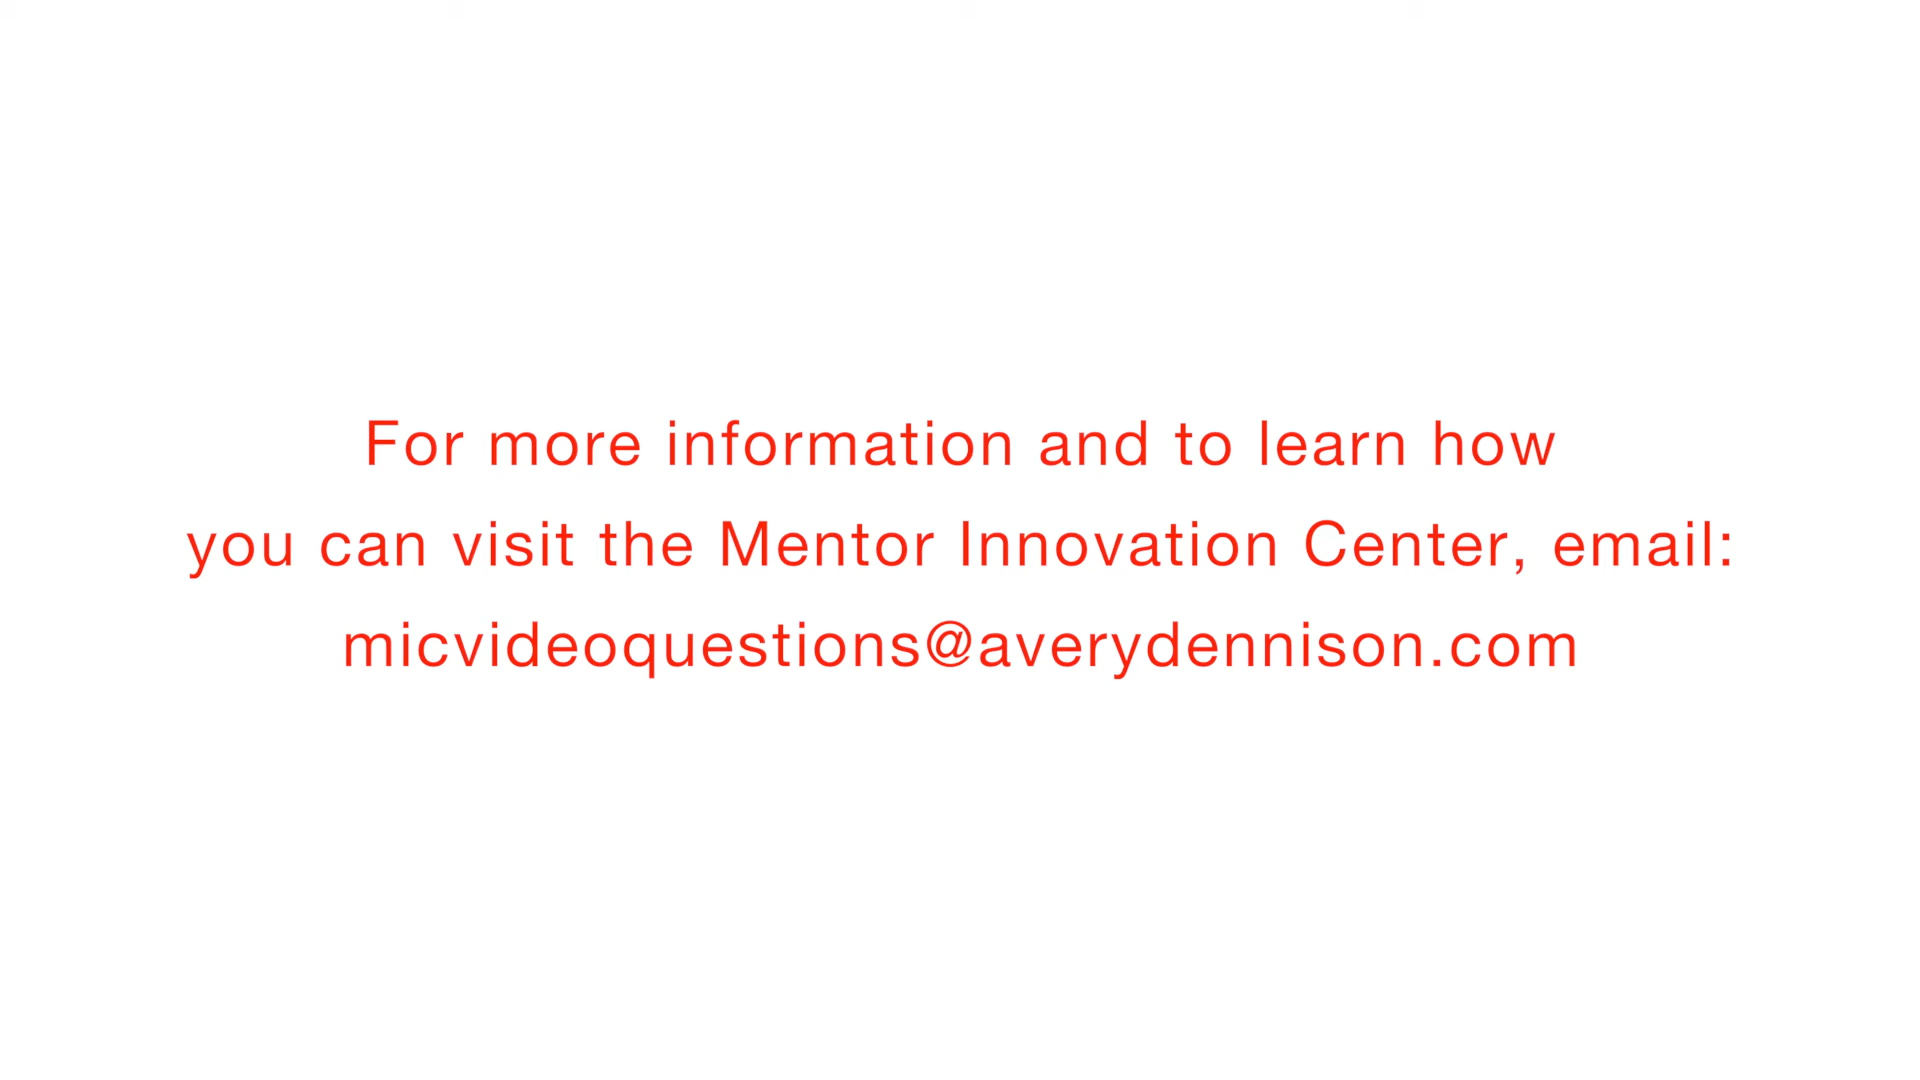 For more information and to learn how
you can visit the Mentor Innovation Center, email:
micvideoquestions@averydennison.com